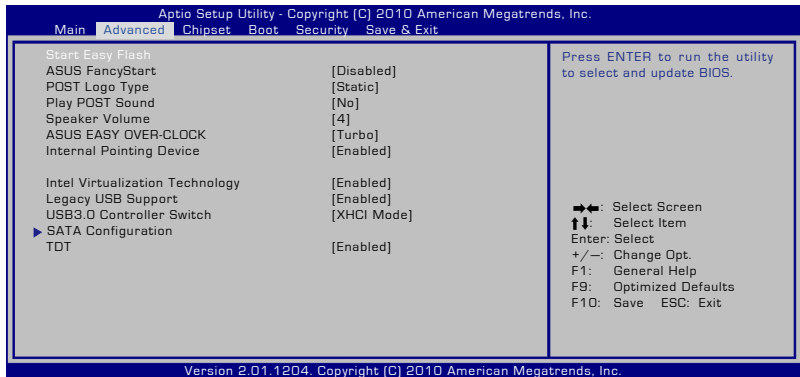 Aptio Setup Utility - Copyright (C) 2010 American Megatrends, Inc.
Main Advanced Chipset Boot Security Save & Exit
Start Easy Flash
ASUS FancyStart [Disabled]
POST Logo Type [Static]
Play POST Sound [No]
Speaker Volume [4]
ASUS EASY OVER-CLOCK [Turbo]
Internal Pointing Device [Enabled]
Intel Virtualization Technology [Enabled]
Legacy USB Support [Enabled]
USB3.0 Controller Switch [XHCI Mode]
SATA Configuration
TDT [Enabled]
Press ENTER to run the utility
to select and update BIOS.
→←: Select Screen
↑↓: Select Item
Enter: Select
+/—: Change Opt.
F1: General Help
F9: Optimized Defaults
F10: Save ESC: Exit
Version 2.01.1204. Copyright (C) 2010 American Megatrends, Inc.